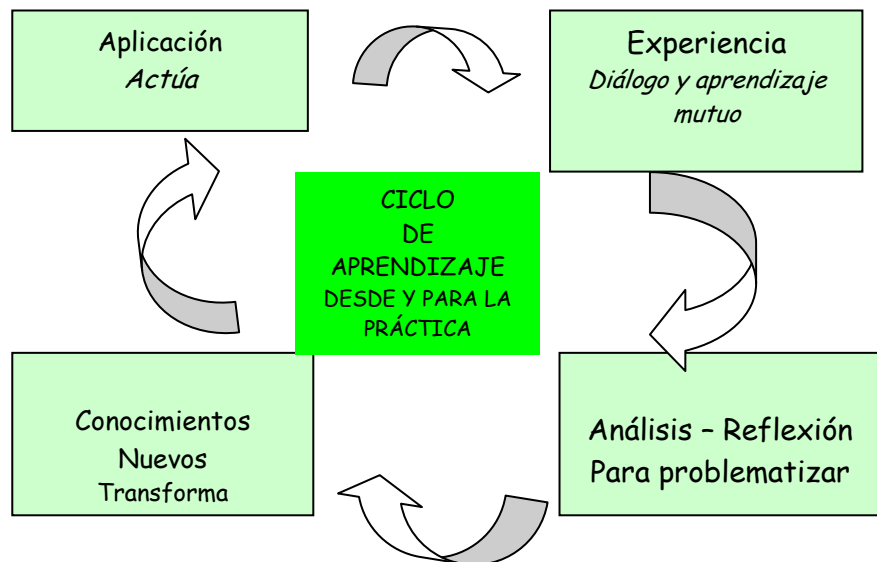 Aplicación
Actúa
Experiencia
Diálogo y aprendizaje
mutuo
CICLO
DE
APRENDIZAJE
DESDE Y PARA LA
PRÁCTICA
Conocimientos
Nuevos
Transforma
Análisis – Reflexión
Para problematizar